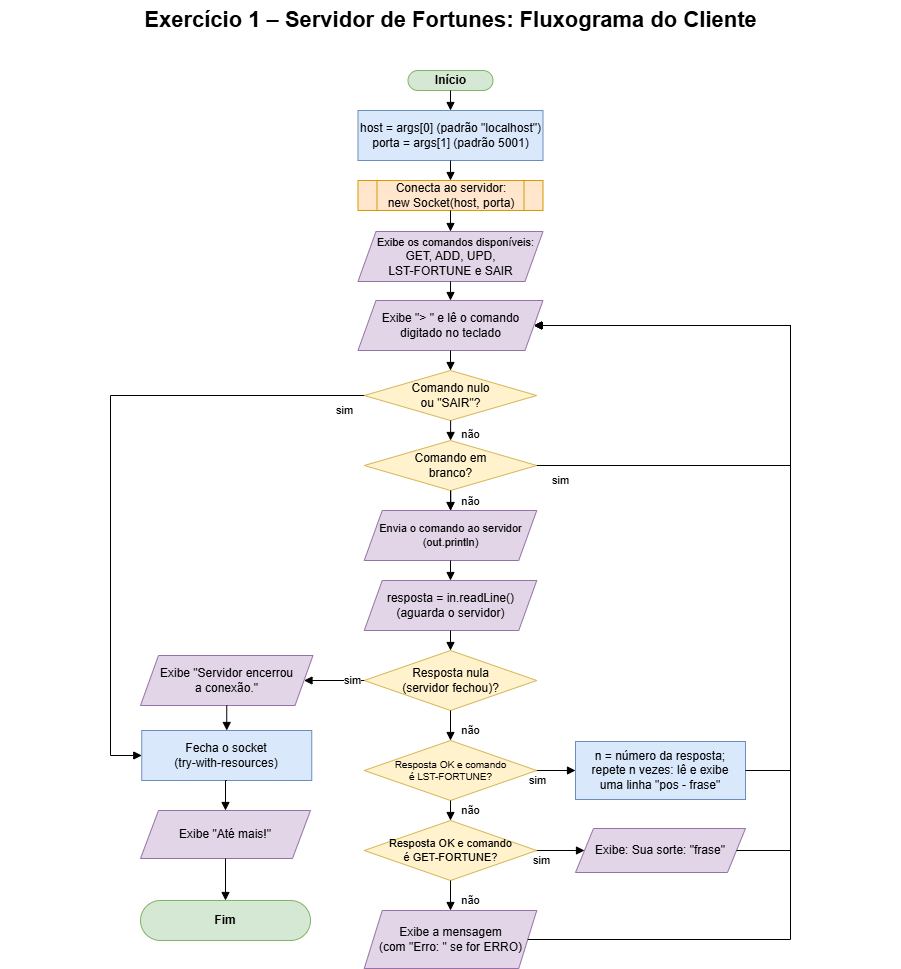 Exercício 1 – Servidor de Fortunes: Fluxograma do Cliente
Início
host = args[0] (padrão "localhost")
porta = args[1] (padrão 5001)
Conecta ao servidor:
new Socket(host, porta)
Exibe os comandos disponíveis:
GET, ADD, UPD,
LST-FORTUNE e SAIR
Exibe "> " e lê o comando
digitado no teclado
Comando nulo
ou "SAIR"?
sim
não
Comando em
branco?
sim
não
Envia o comando ao servidor
(out.println)
resposta = in.readLine()
(aguarda o servidor)
Resposta nula
(servidor fechou)?
sim
Exibe "Servidor encerrou
a conexão."
não
Fecha o socket
(try-with-resources)
Resposta OK e comando
é LST-FORTUNE?
sim
n = número da resposta;
repete n vezes: lê e exibe
uma linha "pos - frase"
não
Exibe "Até mais!"
Resposta OK e comando
é GET-FORTUNE?
sim
Exibe: Sua sorte: "frase"
não
Fim
Exibe a mensagem
(com "Erro: " se for ERRO)